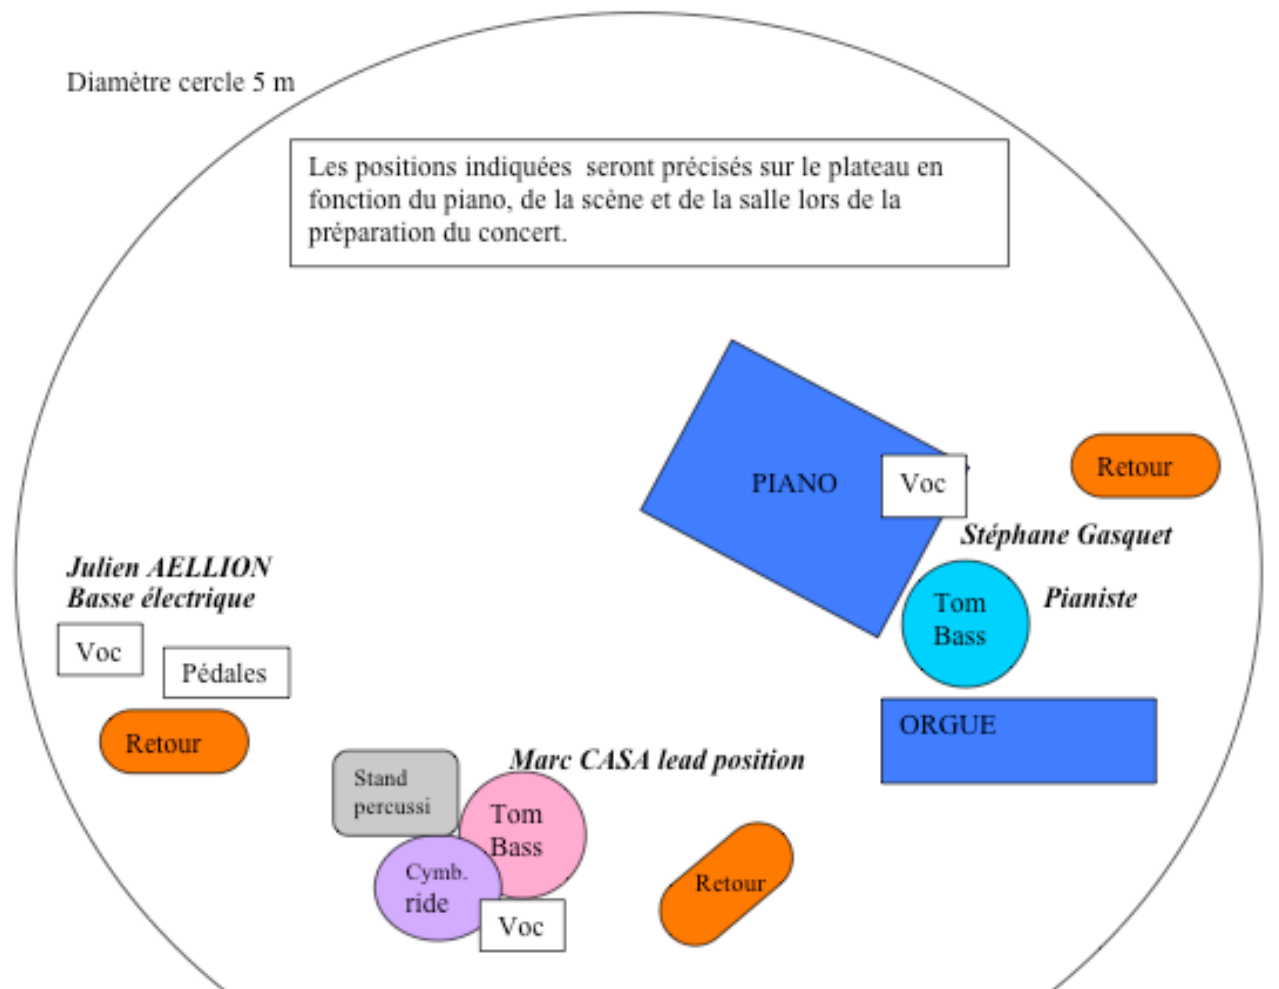 Diamètre cercle 5 m
Les positions indiquées  seront précisés sur le plateau en
fonction du piano, de la scène et de la salle lors de la
préparation du concert.
PIANO
Voc
Retour
Stéphane Gasquet
Tom
Bass
Pianiste
ORGUE
Julien AELLION
Basse électrique
Voc
Pédales
Retour
Marc CASA lead position
Stand
percussi
Tom
Bass
Cymb.
ride
Voc
Retour